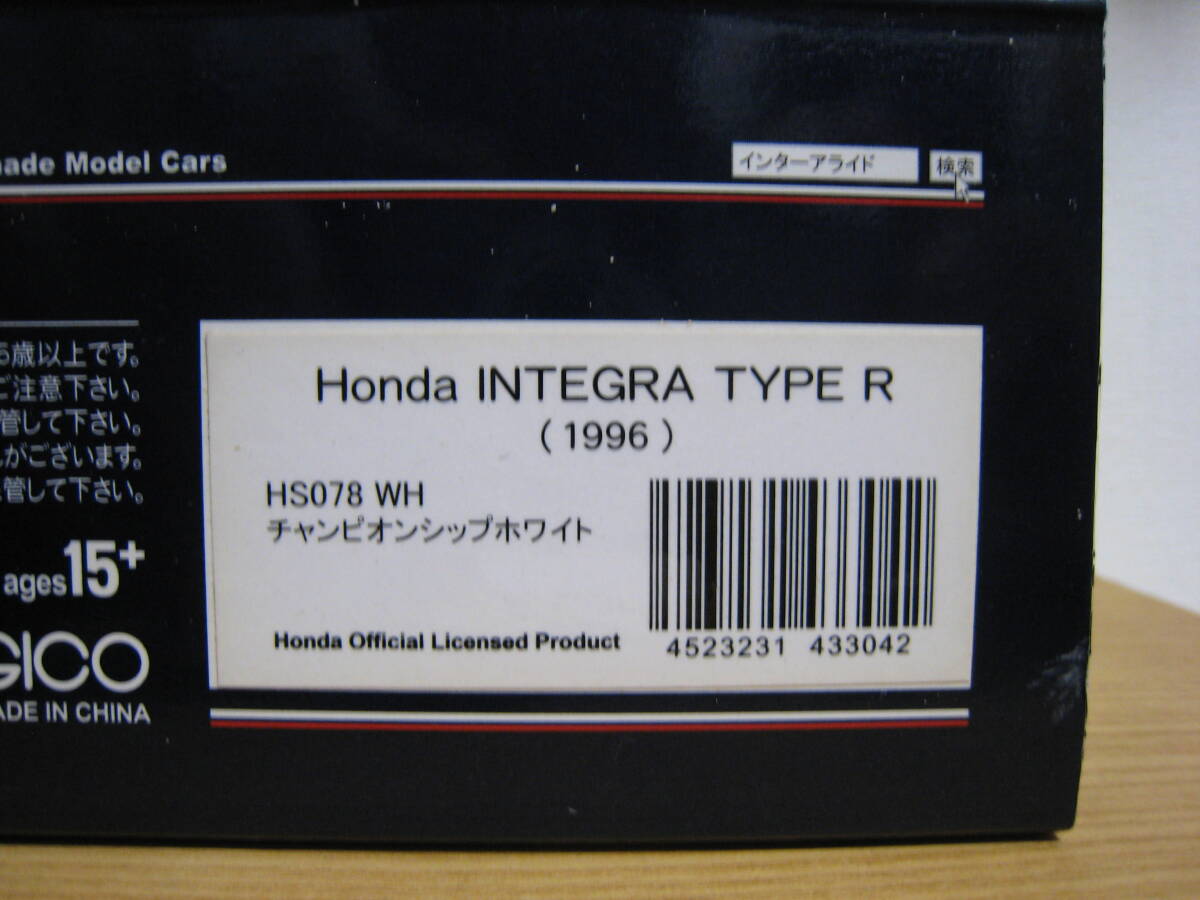 Model Cars
インターアライド 検索
歳以上です。
ご注意下さい。
管して下さい。
がございます。
管して下さい。
ages15+
GICO
MADE IN CHINA
Honda INTEGRA TYPE R
(1996)
HS078 WH
チャンピオンシップホワイト
Honda Official Licensed Product
4523231 433042